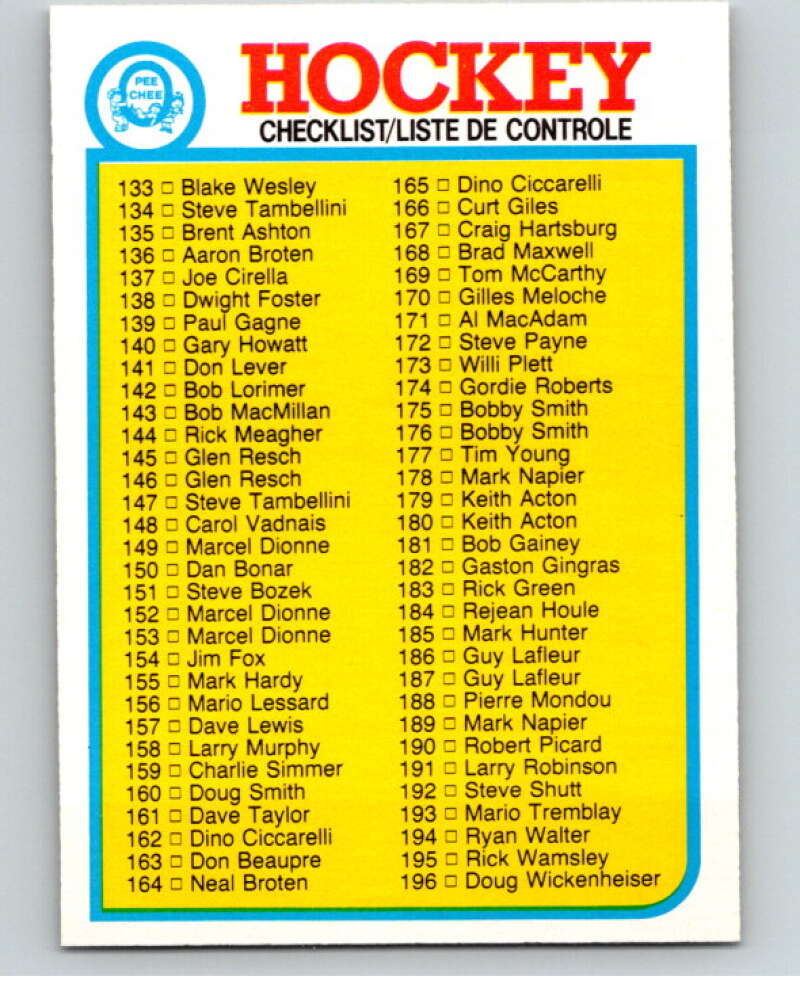 PEE
CHEE
HOCKEY
CHECKLIST/LISTE DE CONTROLE
133 □ Blake Wesley
134 □ Steve Tambellini
135 □ Brent Ashton
136 □ Aaron Broten
137 □ Joe Cirella
138 □ Dwight Foster
139 □ Paul Gagne
140 □ Gary Howatt
141 □ Don Lever
142 □ Bob Lorimer
143 □ Bob MacMillan
144 □ Rick Meagher
145 □ Glen Resch
146 □ Glen Resch
147 □ Steve Tambellini
148 □ Carol Vadnais
149 □ Marcel Dionne
150 □ Dan Bonar
151 □ Steve Bozek
152 □ Marcel Dionne
153 □ Marcel Dionne
154 □ Jim Fox
155 □ Mark Hardy
156 □ Mario Lessard
157 □ Dave Lewis
158 □ Larry Murphy
159 □ Charlie Simmer
160 □ Doug Smith
161 □ Dave Taylor
162 □ Dino Ciccarelli
163 □ Don Beaupre
164 □ Neal Broten
165 □ Dino Ciccarelli
166 □ Curt Giles
167 □ Craig Hartsburg
168 □ Brad Maxwell
169 □ Tom McCarthy
170 □ Gilles Meloche
171 □ Al MacAdam
172 □ Steve Payne
173 □ Willi Plett
174 □ Gordie Roberts
175 □ Bobby Smith
176 □ Bobby Smith
177 □ Tim Young
178 □ Mark Napier
179 □ Keith Acton
180 □ Keith Acton
181 □ Bob Gainey
182 □ Gaston Gingras
183 □ Rick Green
184 □ Rejean Houle
185 □ Mark Hunter
186 □ Guy Lafleur
187 □ Guy Lafleur
188 □ Pierre Mondou
189 □ Mark Napier
190 □ Robert Picard
191 □ Larry Robinson
192 □ Steve Shutt
193 □ Mario Tremblay
194 □ Ryan Walter
195 □ Rick Wamsley
196 □ Doug Wickenheiser